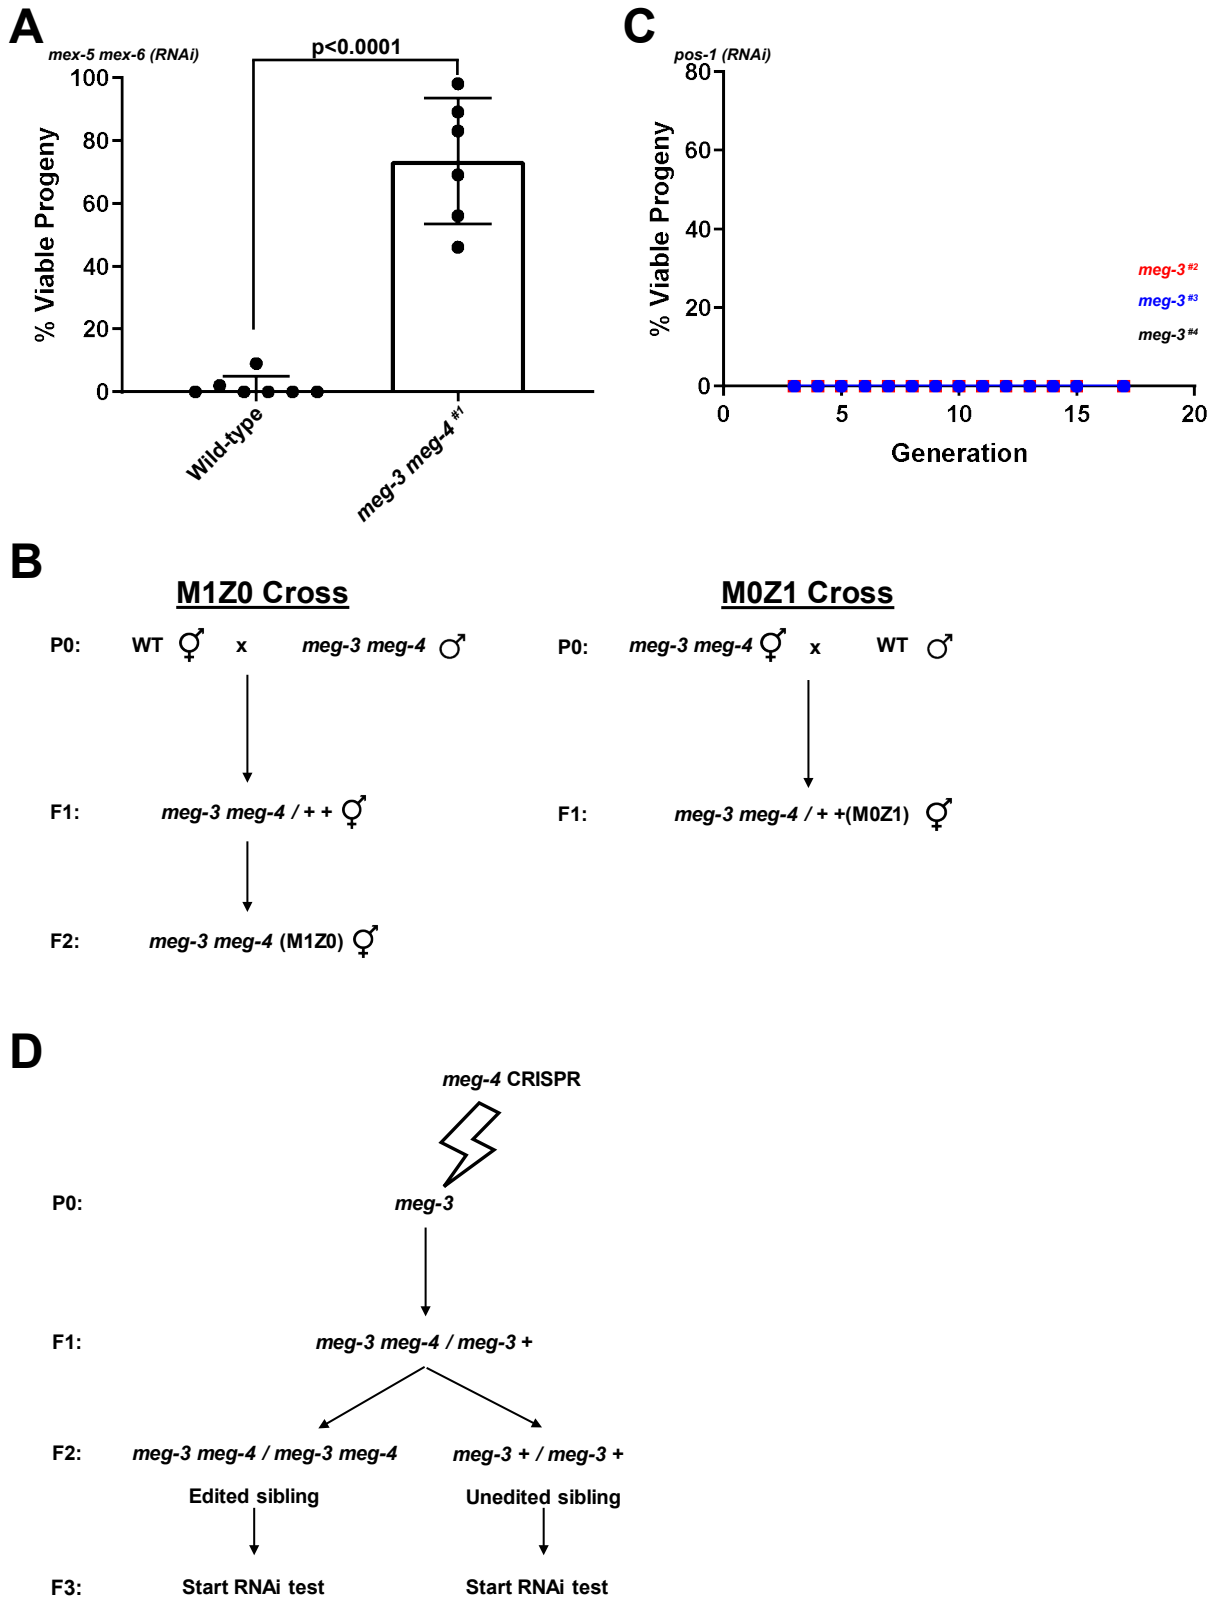 A
mex-5 mex-6 (RNAi)
p<0.0001
% Viable Progeny
100
80
60
40
20
0
Wild-type
meg-3 meg-4 #1
C
pos-1 (RNAi)
% Viable Progeny
80
60
40
20
0
meg-3 #2
meg-3 #3
meg-3 #4
0 5 10 15 20
Generation
B
M1Z0 Cross
P0: WT ⚥ x meg-3 meg-4 ♂
F1: meg-3 meg-4 / + + ⚥
F2: meg-3 meg-4 (M1Z0) ⚥
M0Z1 Cross
P0: meg-3 meg-4 ⚥ x WT ♂
F1: meg-3 meg-4 / + +(M0Z1) ⚥
D
meg-4 CRISPR
P0: meg-3
F1: meg-3 meg-4 / meg-3 +
F2: meg-3 meg-4 / meg-3 meg-4 meg-3 + / meg-3 +
Edited sibling Unedited sibling
F3: Start RNAi test Start RNAi test